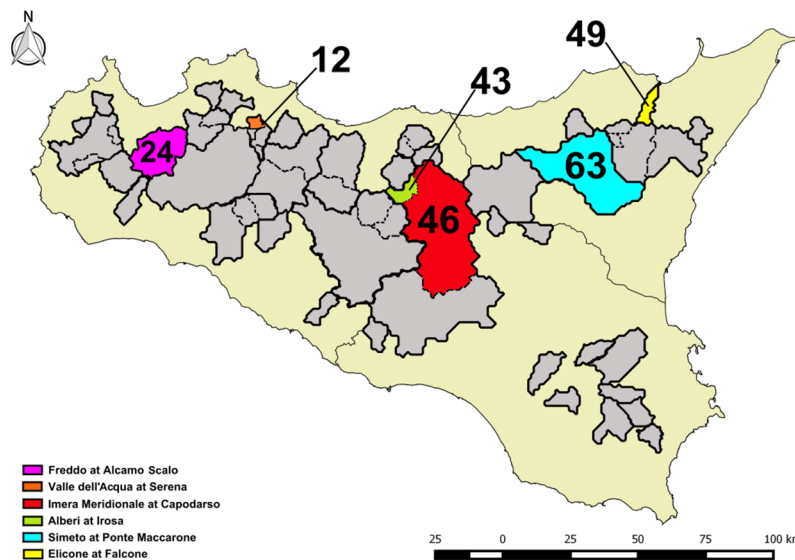 N
49
12
43
24
63
46
Freddo at Alcamo Scalo
Valle dell'Acqua at Serena
Imera Meridionale at Capodarso
Alberi at Irosa
Simeto at Ponte Maccarone
Elicone at Falcone
25 0 25 50 75 100 km